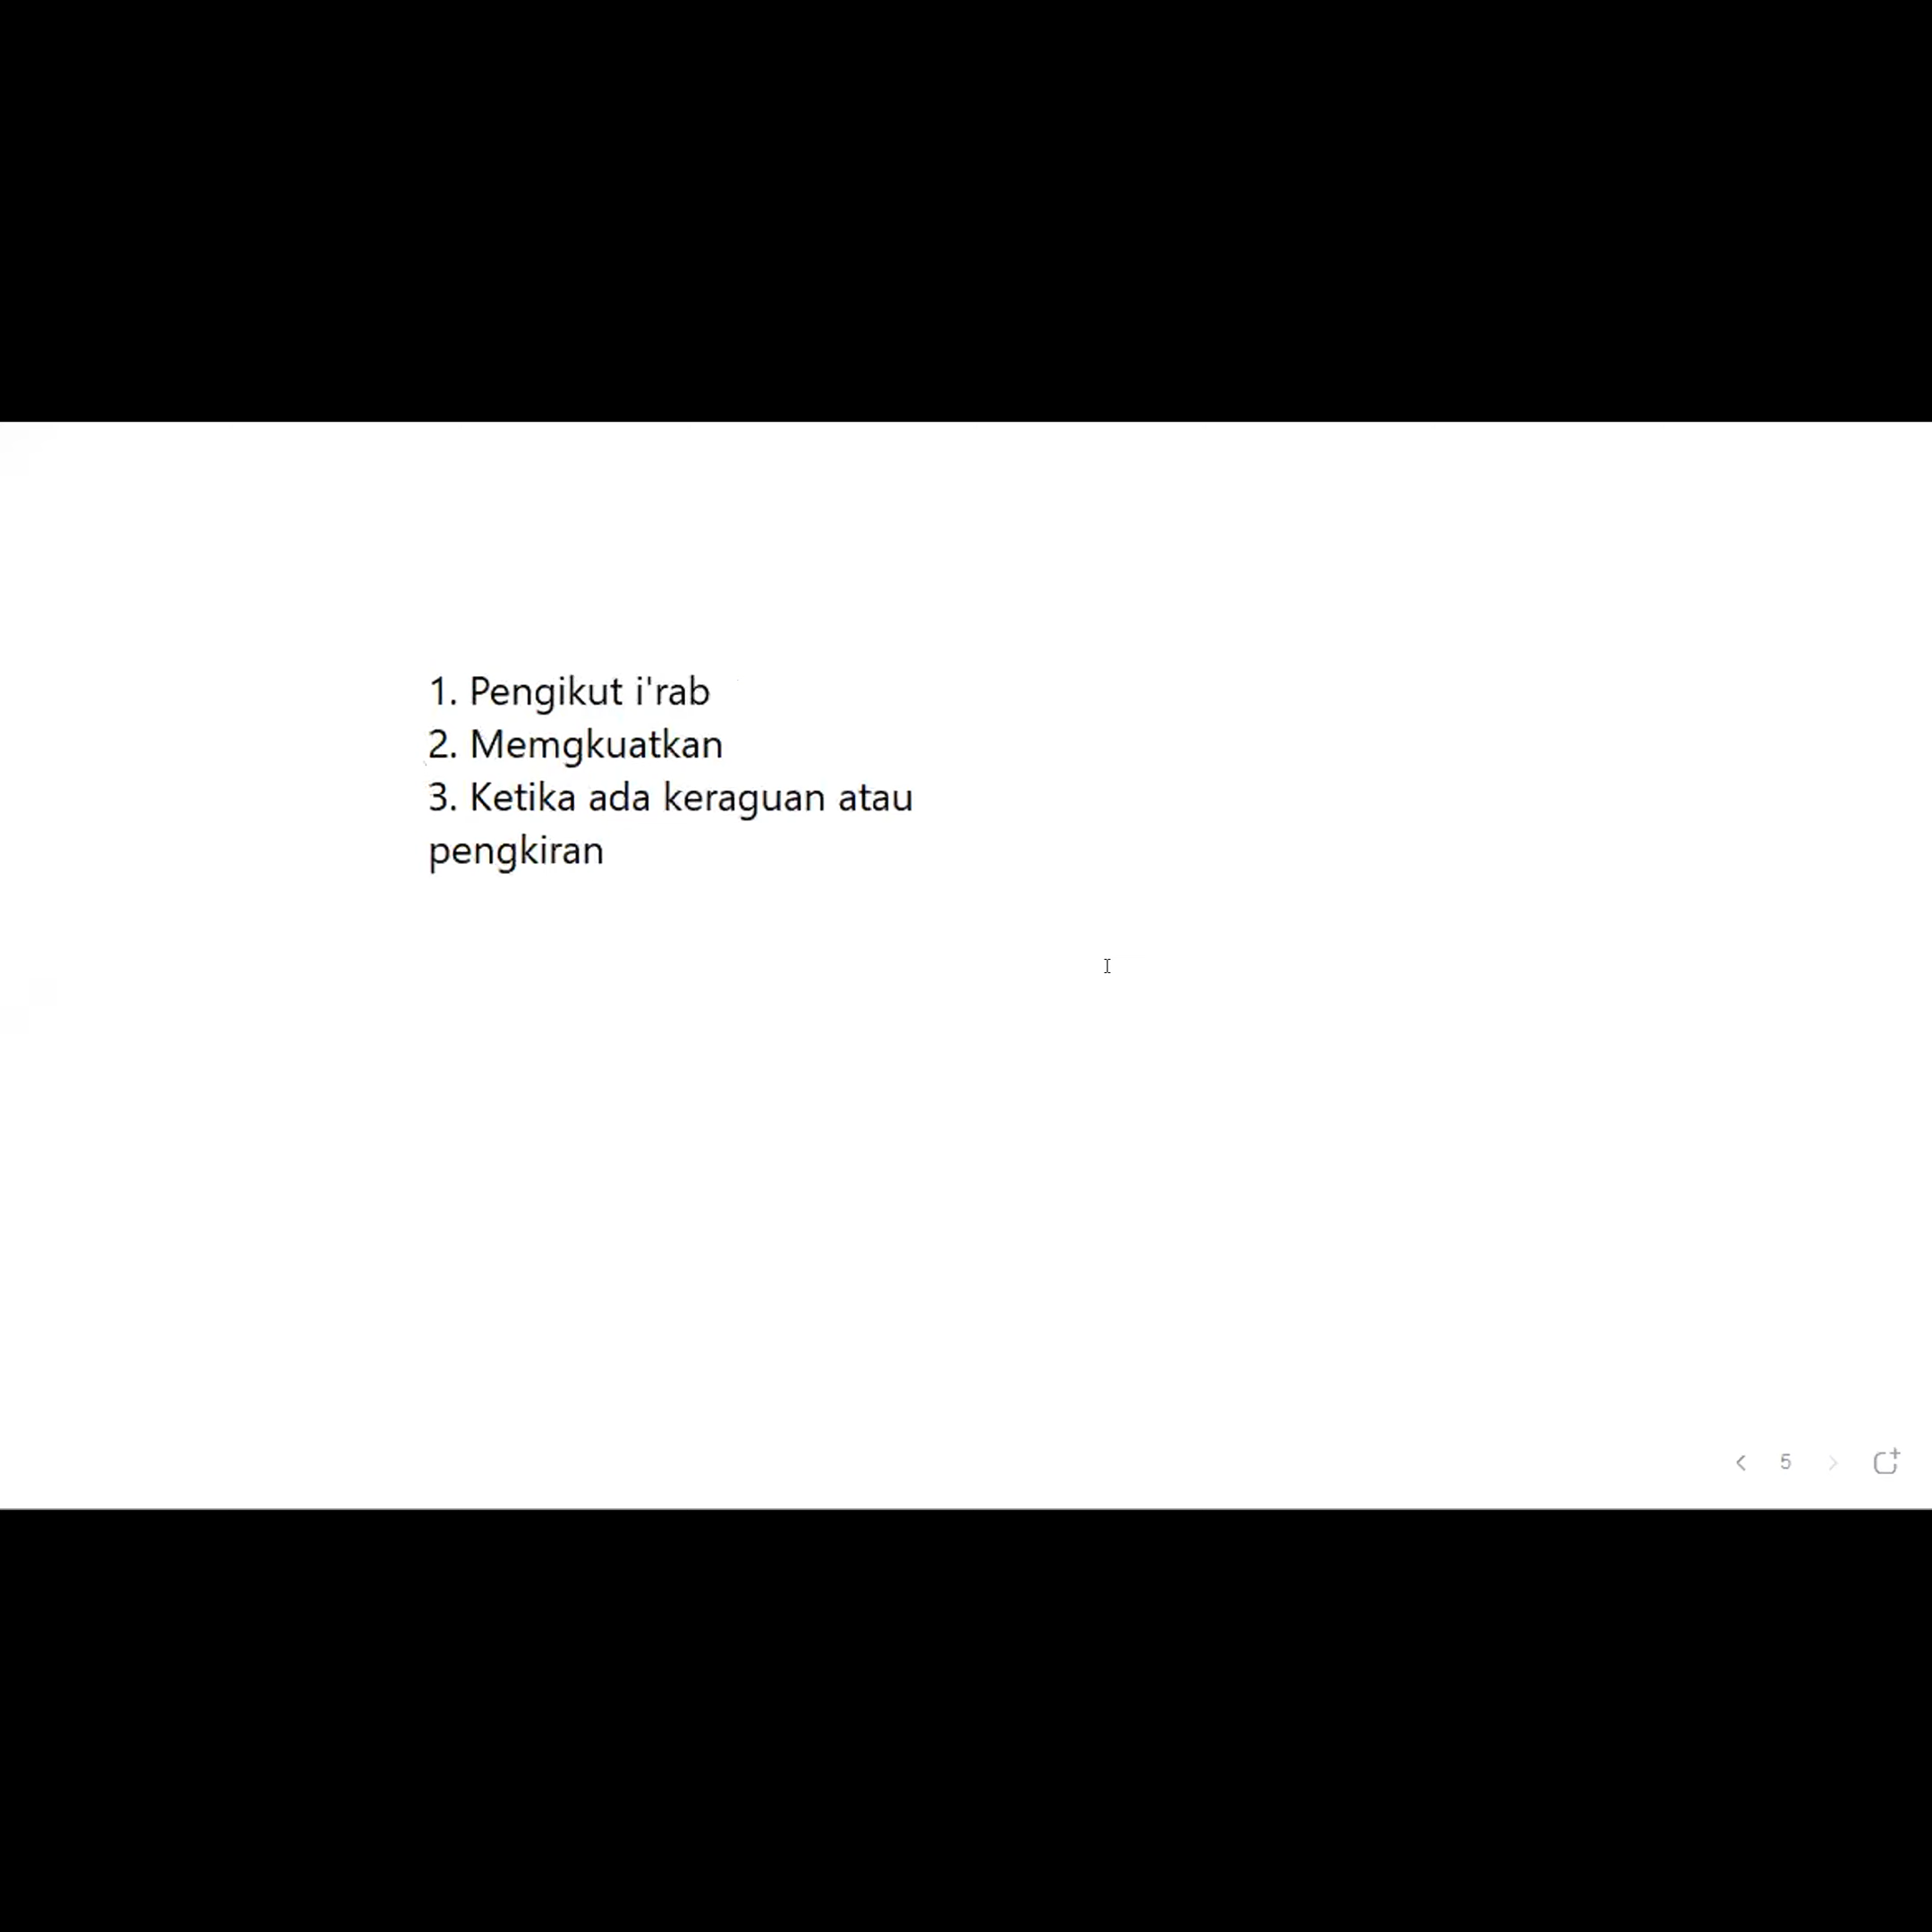 1. Pengikut i'rab
2. Memgkuatkan
3. Ketika ada keraguan atau
pengkiran
5